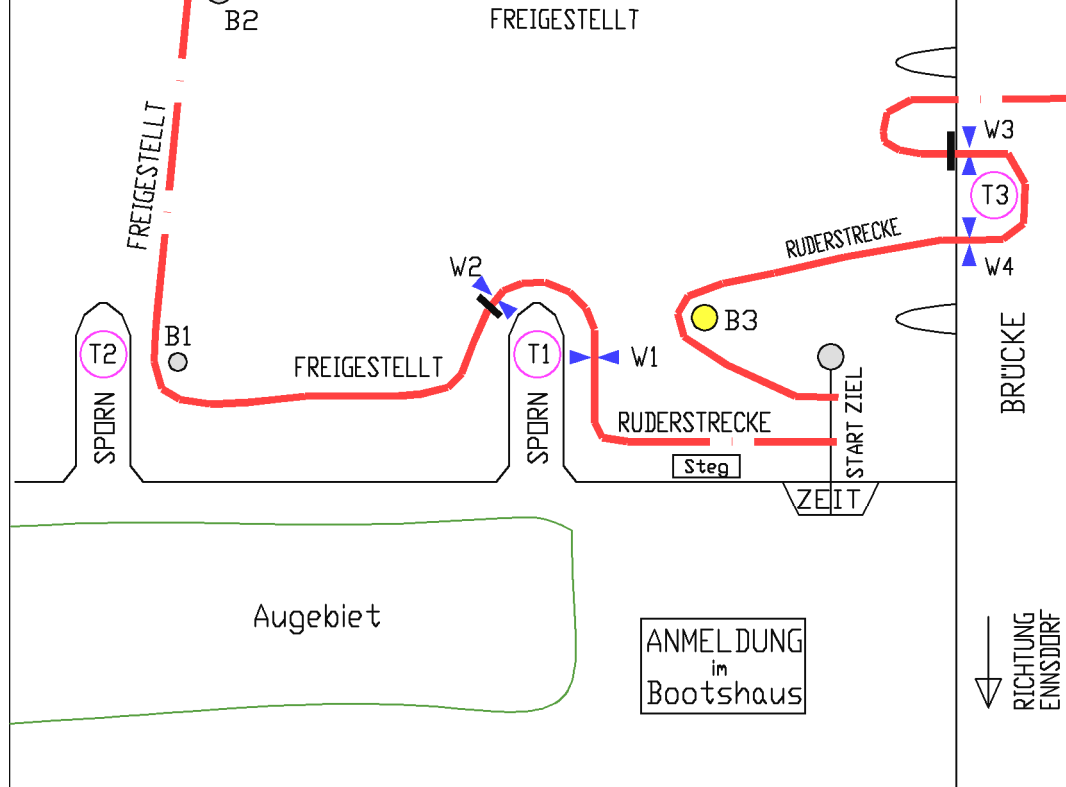 B2
FREIGESTELLT
FREIGESTELLT
W3
T3
RUDERSTRECKE
W4
W2
B3
B1
T2
T1
W1
FREIGESTELLT
BRÜCKE
SPORN
SPORN
RUDERSTRECKE
START ZIEL
Steg
ZEIT
Augebiet
ANMELDUNG
im
Bootshaus
RICHTUNG
ENNSDORF